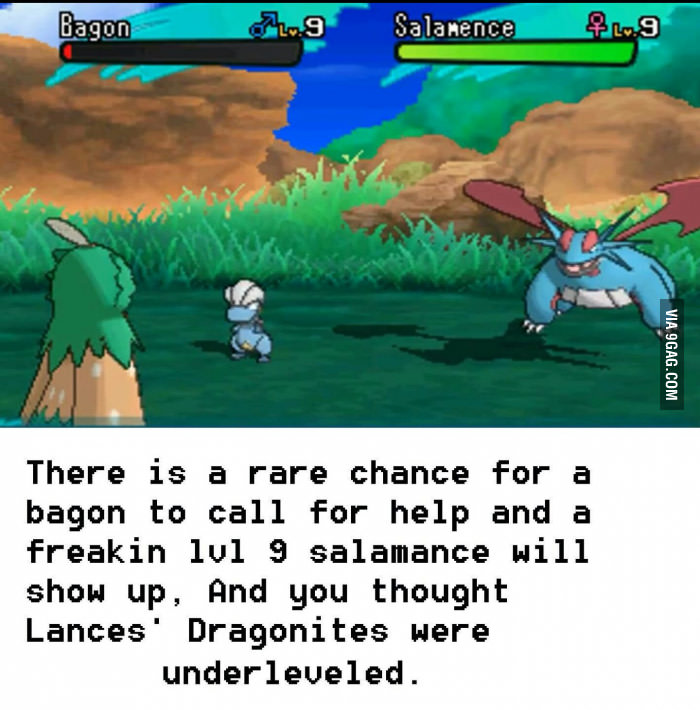 Bagon ♂ Lv.9 Salamence ♀ Lv.9
VIA 9GAG.COM
There is a rare chance for a
bagon to call for help and a
freakin lvl 9 salamance will
show up, And you thought
Lances' Dragonites were
underleveled.